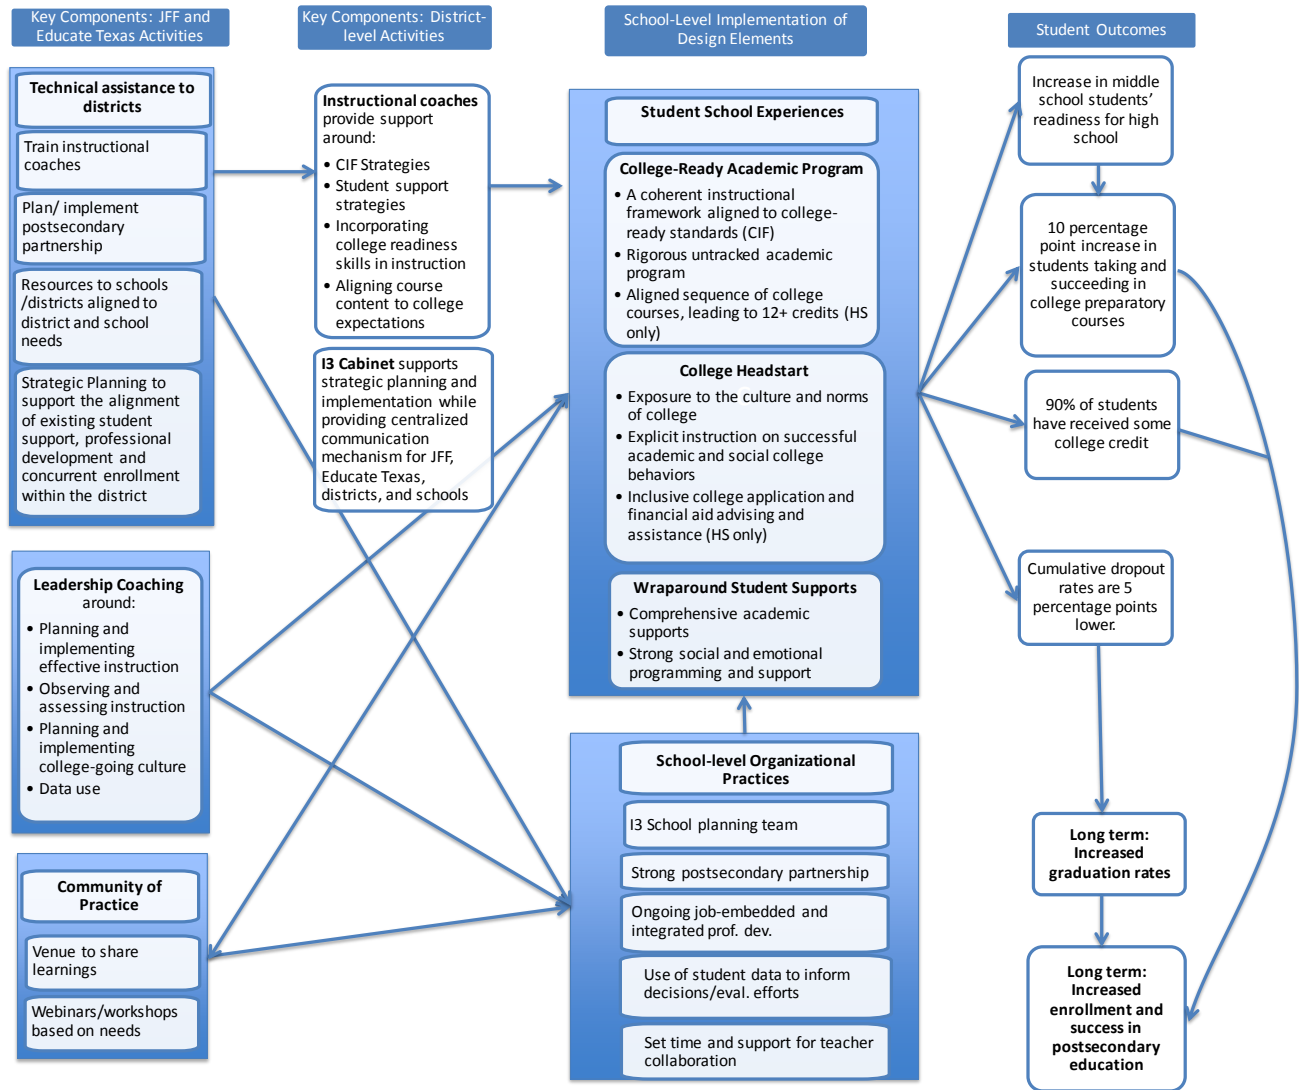 Key Components: JFF and
Educate Texas Activities
Key Components: District-
level Activities
School-Level Implementation of
Design Elements
Student Outcomes
Technical assistance to
districts
Train instructional
coaches
Plan/ implement
postsecondary
partnership
Resources to schools
/districts aligned to
district and school
needs
Strategic Planning to
support the alignment
of existing student
support, professional
development and
concurrent enrollment
within the district
Leadership Coaching
around:
• Planning and
implementing
effective instruction
• Observing and
assessing instruction
• Planning and
implementing
college-going culture
• Data use
Community of
Practice
Venue to share
learnings
Webinars/workshops
based on needs
Instructional coaches
provide support
around:
• CIF Strategies
• Student support
strategies
• Incorporating
college readiness
skills in instruction
• Aligning course
content to college
expectations
I3 Cabinet supports
strategic planning and
implementation while
providing centralized
communication
mechanism for JFF,
Educate Texas,
districts, and schools
Student School Experiences
College-Ready Academic Program
• A coherent instructional
framework aligned to college-
ready standards (CIF)
• Rigorous untracked academic
program
• Aligned sequence of college
courses, leading to 12+ credits (HS
only)
College Headstart
• Exposure to the culture and norms
of college
• Explicit instruction on successful
academic and social college
behaviors
• Inclusive college application and
financial aid advising and
assistance (HS only)
Wraparound Student Supports
• Comprehensive academic
supports
• Strong social and emotional
programming and support
School-level Organizational
Practices
I3 School planning team
Strong postsecondary partnership
Ongoing job-embedded and
integrated prof. dev.
Use of student data to inform
decisions/eval. efforts
Set time and support for teacher
collaboration
Increase in middle
school students'
readiness for high
school
10 percentage
point increase in
students taking and
succeeding in
college preparatory
courses
90% of students
have received some
college credit
Cumulative dropout
rates are 5
percentage points
lower.
Long term:
Increased
graduation rates
Long term:
Increased
enrollment and
success in
postsecondary
education